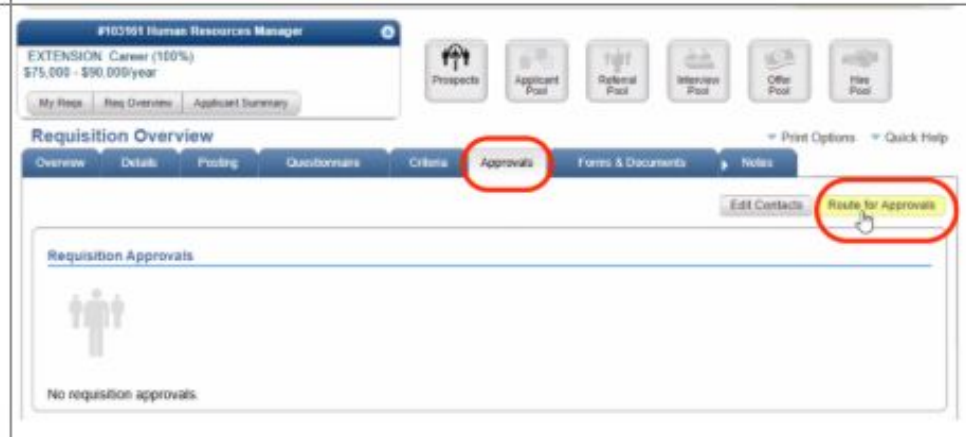 #103161 Human Resources Manager
EXTENSION Career (100%)
$75,000 - $90,000/year
My Reqs Req Overview Applicant Summary
Prospects
Applicant Pool
Referral Pool
Interview Pool
Offer Pool
Hire Pool
Requisition Overview
Print Options Quick Help
Overview Details Posting Questionnaire Criteria Approvals Forms & Documents Notes
Edit Contacts Route for Approvals
Requisition Approvals
No requisition approvals.